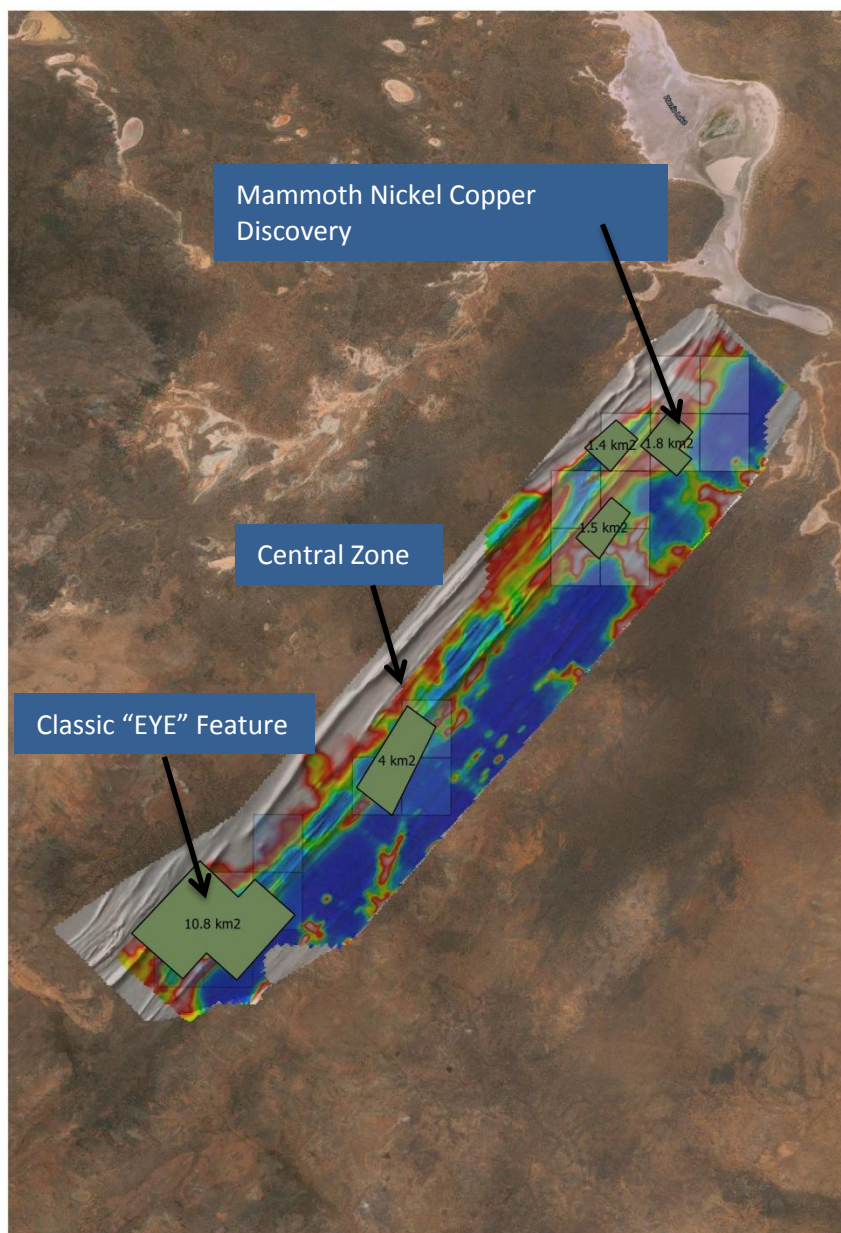 Mammoth Nickel Copper
Discovery
1.4 km2
1.8 km2
1.5 km2
Central Zone
4 km2
Classic “EYE” Feature
10.8 km2